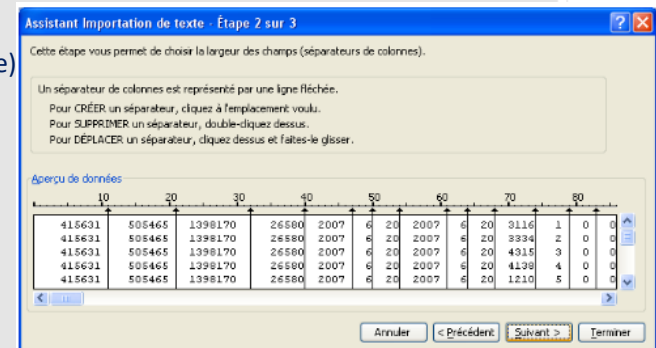 Assistant Importation de texte - Étape 2 sur 3
Cette étape vous permet de choisir la largeur des champs (séparateurs de colonnes).
e)
Un séparateur de colonnes est représenté par une ligne fléchée.
Pour CRÉER un séparateur, cliquez à l'emplacement voulu.
Pour SUPPRIMER un séparateur, double-cliquez dessus.
Pour DÉPLACER un séparateur, cliquez dessus et faites-le glisser.
Aperçu de données
10 20 30 40 50 60 70 80
415631 505465 1398170 26580 2007 6 20 2007 6 20 3116 1 0 0
415631 505465 1398170 26580 2007 6 20 2007 6 20 3334 2 0 0
415631 505465 1398170 26580 2007 6 20 2007 6 20 4315 3 0 0
415631 505465 1398170 26580 2007 6 20 2007 6 20 4138 4 0 0
415631 505465 1398170 26580 2007 6 20 2007 6 20 1210 5 0 0
Annuler < Précédent Suivant > Terminer